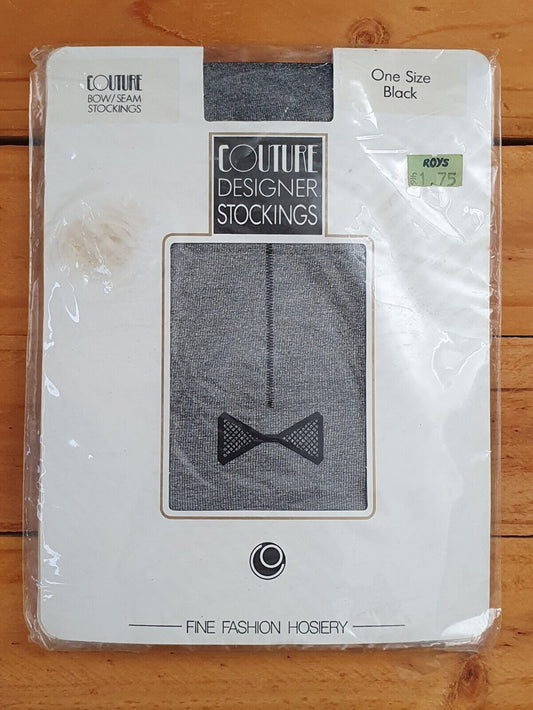 COUTURE
BOW/SEAM
STOCKINGS
One Size
Black
ROYS
1.75
COUTURE
DESIGNER
STOCKINGS
FINE FASHION HOSIERY